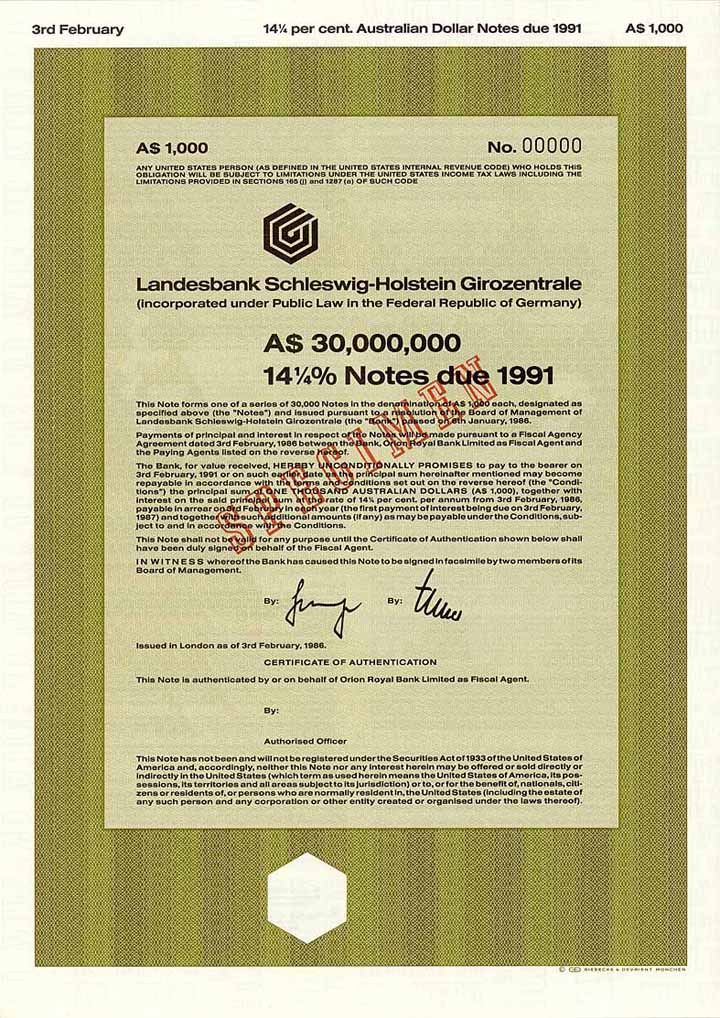 3rd February 14¼ per cent. Australian Dollar Notes due 1991 A$ 1,000
A$ 1,000 No. 00000
ANY UNITED STATES PERSON (AS DEFINED IN THE UNITED STATES INTERNAL REVENUE CODE) WHO HOLDS THIS
OBLIGATION WILL BE SUBJECT TO LIMITATIONS UNDER THE UNITED STATES INCOME TAX LAWS INCLUDING THE
LIMITATIONS PROVIDED IN SECTIONS 165 (j) and 1287 (a) OF SUCH CODE
Landesbank Schleswig-Holstein Girozentrale
(incorporated under Public Law in the Federal Republic of Germany)
A$ 30,000,000
14¼% Notes due 1991
SPECIMEN
This Note forms one of a series of 30,000 Notes in the denomination of A$ 1,000 each, designated as
specified above (the "Notes") and issued pursuant to a resolution of the Board of Management of
Landesbank Schleswig-Holstein Girozentrale (the "Bank") passed on January, 1986.
Payments of principal and interest in respect of the Notes will be made pursuant to a Fiscal Agency
Agreement dated 3rd February, 1986 between the Bank, Orion Royal Bank Limited as Fiscal Agent and
the Paying Agents listed on the reverse hereof.
The Bank, for value received, HEREBY UNCONDITIONALLY PROMISES to pay to the bearer on
3rd February, 1991 or on such earlier date as the principal sum hereinafter mentioned may become
repayable in accordance with the terms and conditions set out on the reverse hereof (the "Condi-
tions") the principal sum of ONE THOUSAND AUSTRALIAN DOLLARS (A$ 1,000), together with
interest on the said principal sum at the rate of 14¼ per cent. per annum from 3rd February, 1986,
payable in arrear on 3rd February in each year (the first payment of interest being due on 3rd February,
1987) and together with such additional amounts (if any) as may be payable under the Conditions, sub-
ject to and in accordance with the Conditions.
This Note shall not be valid for any purpose until the Certificate of Authentication shown below shall
have been duly signed on behalf of the Fiscal Agent.
IN WITNESS whereof the Bank has caused this Note to be signed in facsimile by two members of its
Board of Management.
By: By:
Issued in London as of 3rd February, 1986.
CERTIFICATE OF AUTHENTICATION
This Note is authenticated by or on behalf of Orion Royal Bank Limited as Fiscal Agent.
By:
Authorised Officer
This Note has not been and will not be registered under the Securities Act of 1933 of the United States of
America and, accordingly, neither this Note nor any interest herein may be offered or sold directly or
indirectly in the United States (which term as used herein means the United States of America, its pos-
sessions, its territories and all areas subject to its jurisdiction) or to, or for the benefit of, nationals, citi-
zens or residents of, or persons who are normally resident in, the United States (including the estate of
any such person and any corporation or other entity created or organised under the laws thereof).
© GD GIESECKE & DEVRIENT MÜNCHEN